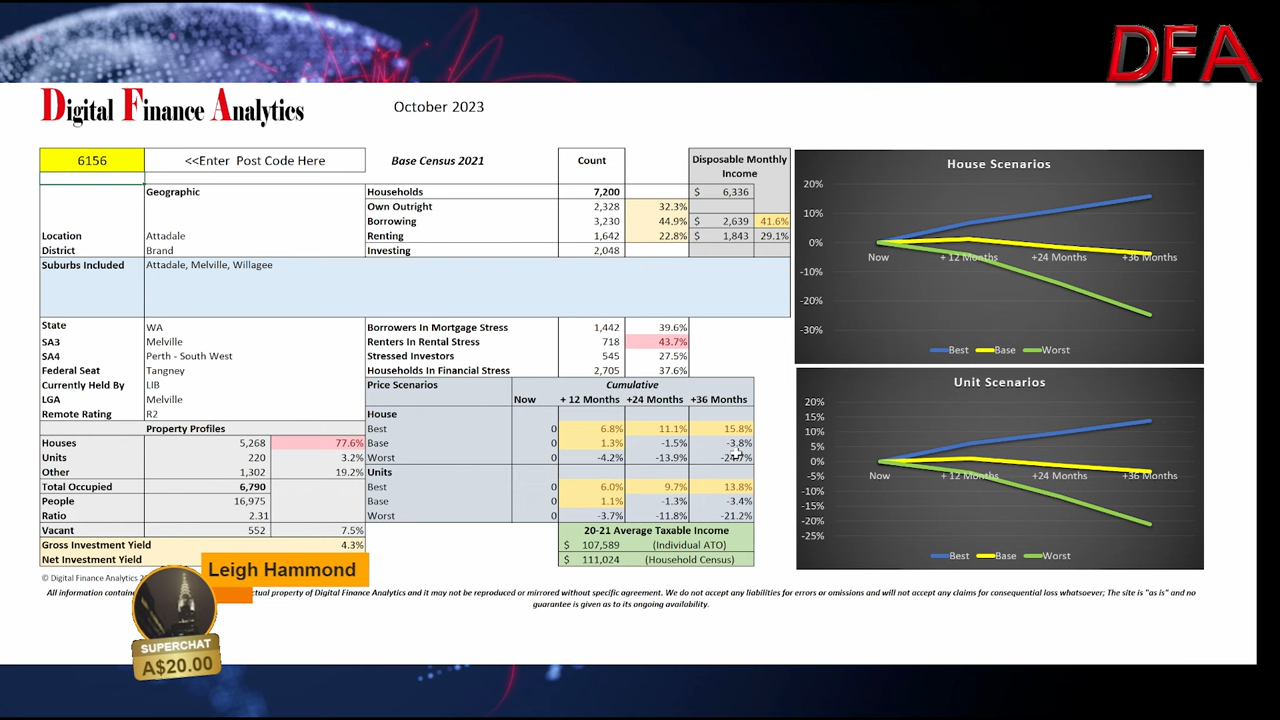 DFA
Digital Finance Analytics
October 2023
6156 <<Enter Post Code Here Base Census 2021 Count Disposable Monthly Income
Geographic Households 7,200 $ 6,336
Own Outright 2,328 32.3%
Borrowing 3,230 44.9% $ 2,639 41.6%
Location Attadale Renting 1,642 22.8% $ 1,843 29.1%
District Brand Investing 2,048
Suburbs Included Attadale, Melville, Willagee
State WA Borrowers In Mortgage Stress 1,442 39.6%
SA3 Melville Renters In Rental Stress 718 43.7%
SA4 Perth - South West Stressed Investors 545 27.5%
Federal Seat Tangney Households In Financial Stress 2,705 37.6%
Currently Held By LIB Price Scenarios Cumulative
LGA Melville Now + 12 Months +24 Months +36 Months
Remote Rating R2 House
Property Profiles Best 0 6.8% 11.1% 15.8%
Houses 5,268 77.6% Base 0 1.3% -1.5% -3.8%
Units 220 3.2% Worst 0 -4.2% -13.9%
Other 1,302 19.2% Units
Total Occupied 6,790 Best 0 6.0% 9.7% 13.8%
People 16,975 Base 0 1.1% -1.3% -3.4%
Ratio 2.31 Worst 0 -3.7% -11.8% -21.2%
Vacant 552 7.5% 20-21 Average Taxable Income
Gross Investment Yield 4.3% $ 107,589 (Individual ATO)
Net Investment Yield $ 111,024 (Household Census)
House Scenarios
20%
10%
0%
-10%
-20%
-30%
Now + 12 Months +24 Months +36 Months
Best Base Worst
Unit Scenarios
20%
15%
10%
5%
0%
-5%
-10%
-15%
-20%
-25%
Now + 12 Months +24 Months +36 Months
Best Base Worst
© Digital Finance Analytics
All information contained property of Digital Finance Analytics and it may not be reproduced or mirrored without specific agreement. We do not accept any liabilities for errors or omissions and will not accept any claims for consequential loss whatsoever; The site is "as is" and no
guarantee is given as to its ongoing availability.
Leigh Hammond
SUPERCHAT
A$20.00